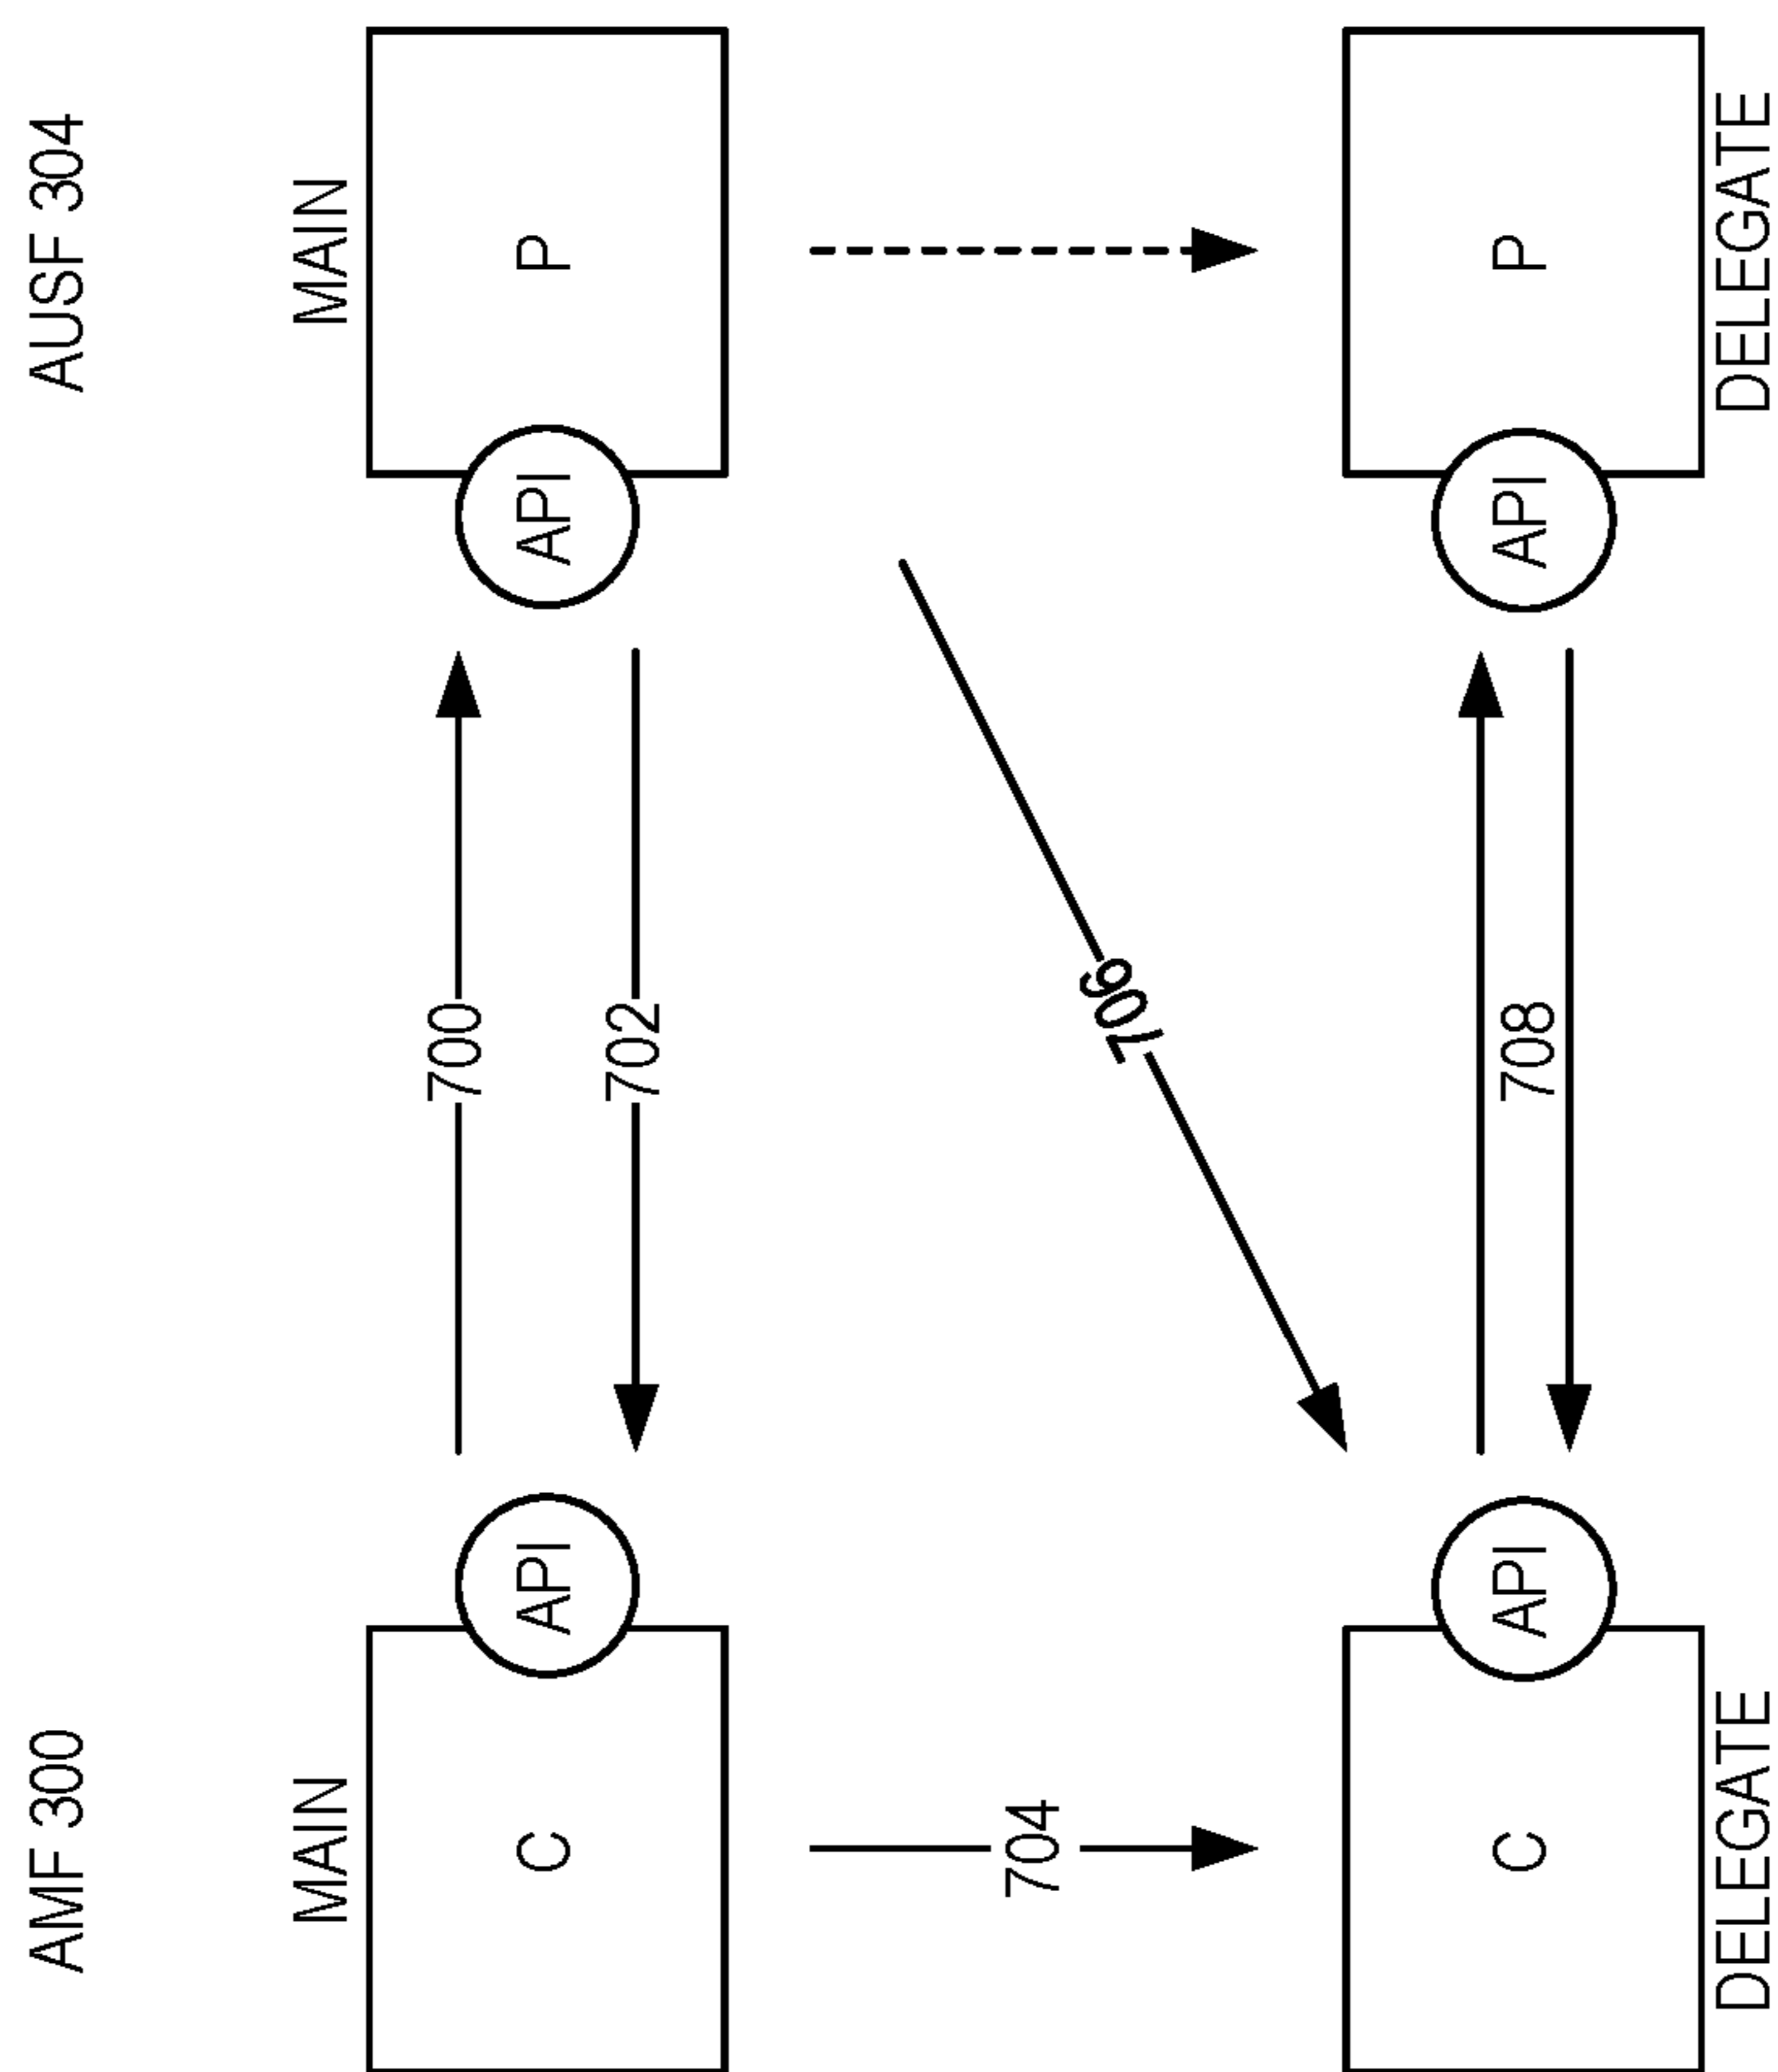 AMF 300
AUSF 304
MAIN
MAIN
700
C
API
API
P
702
704
706
C
API
708
API
P
DELEGATE
DELEGATE